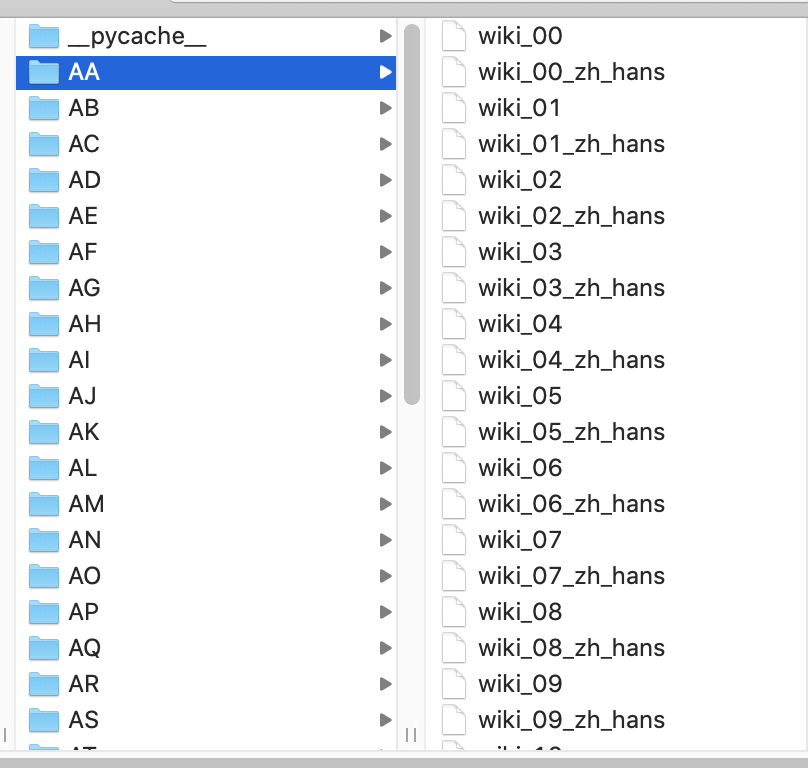 __pycache__
AA
AB
AC
AD
AE
AF
AG
AH
AI
AJ
AK
AL
AM
AN
AO
AP
AQ
AR
AS
wiki_00
wiki_00_zh_hans
wiki_01
wiki_01_zh_hans
wiki_02
wiki_02_zh_hans
wiki_03
wiki_03_zh_hans
wiki_04
wiki_04_zh_hans
wiki_05
wiki_05_zh_hans
wiki_06
wiki_06_zh_hans
wiki_07
wiki_07_zh_hans
wiki_08
wiki_08_zh_hans
wiki_09
wiki_09_zh_hans